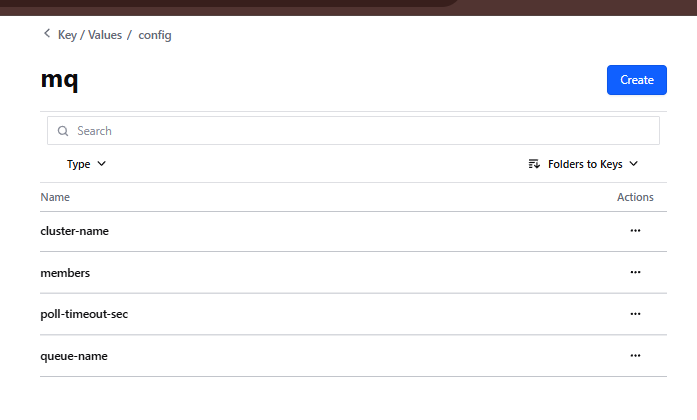 Key / Values / config
mq
Create
Search
Type
Folders to Keys
Name Actions
cluster-name
members
poll-timeout-sec
queue-name